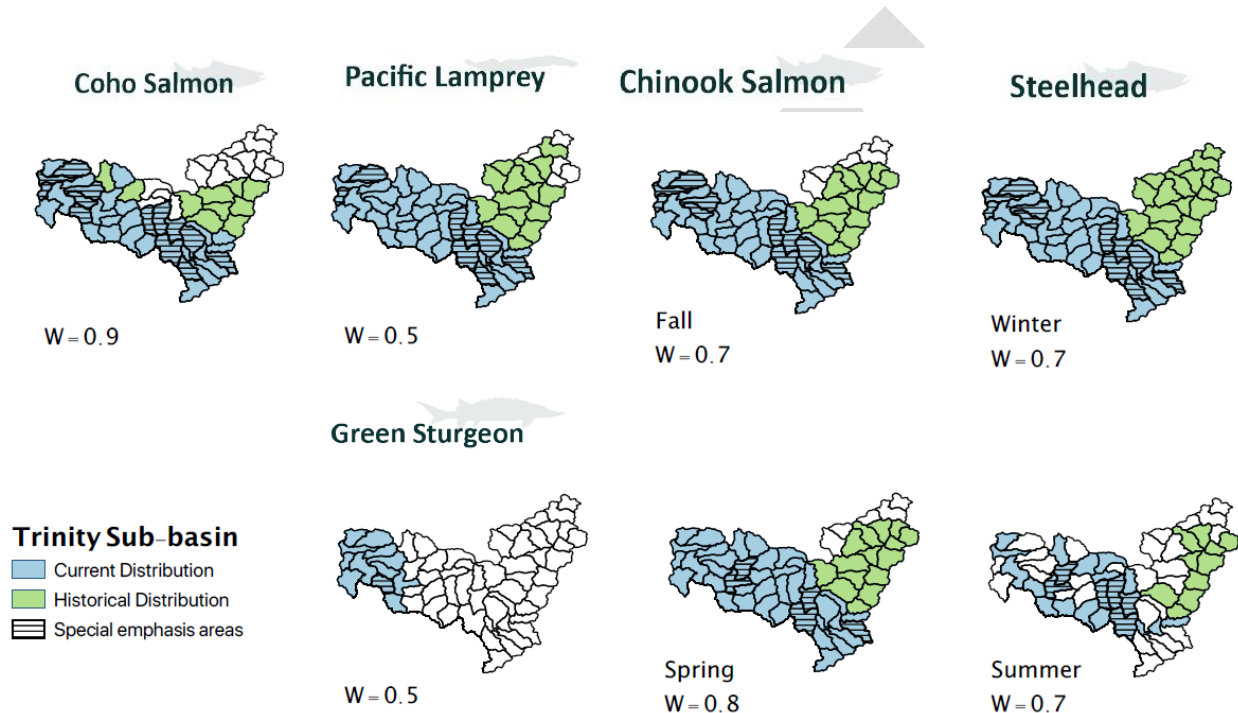 Coho Salmon
Pacific Lamprey
Chinook Salmon
Steelhead
W = 0.9
W = 0.5
Fall
W = 0.7
Winter
W = 0.7
Green Sturgeon
Trinity Sub-basin
Current Distribution
Historical Distribution
Special emphasis areas
W = 0.5
Spring
W = 0.8
Summer
W = 0.7